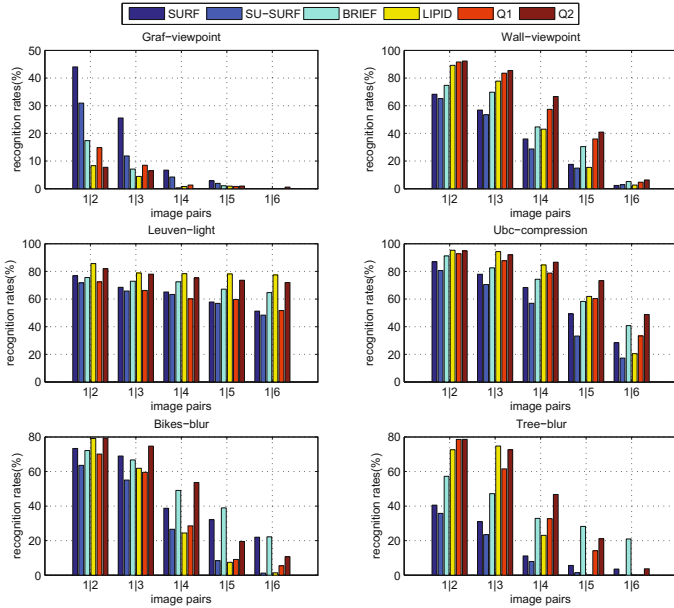 SURF SU−SURF BRIEF LIPID Q1 Q2
Graf−viewpoint
recognition rates(%)
50
40
30
20
10
0
1|2 1|3 1|4 1|5 1|6
image pairs
Wall−viewpoint
recognition rates(%)
100
80
60
40
20
0
1|2 1|3 1|4 1|5 1|6
image pairs
Leuven−light
recognition rates(%)
100
80
60
40
20
0
1|2 1|3 1|4 1|5 1|6
image pairs
Ubc−compression
recognition rates(%)
100
80
60
40
20
0
1|2 1|3 1|4 1|5 1|6
image pairs
Bikes−blur
recognition rates(%)
80
60
40
20
0
1|2 1|3 1|4 1|5 1|6
image pairs
Tree−blur
recognition rates(%)
80
60
40
20
0
1|2 1|3 1|4 1|5 1|6
image pairs